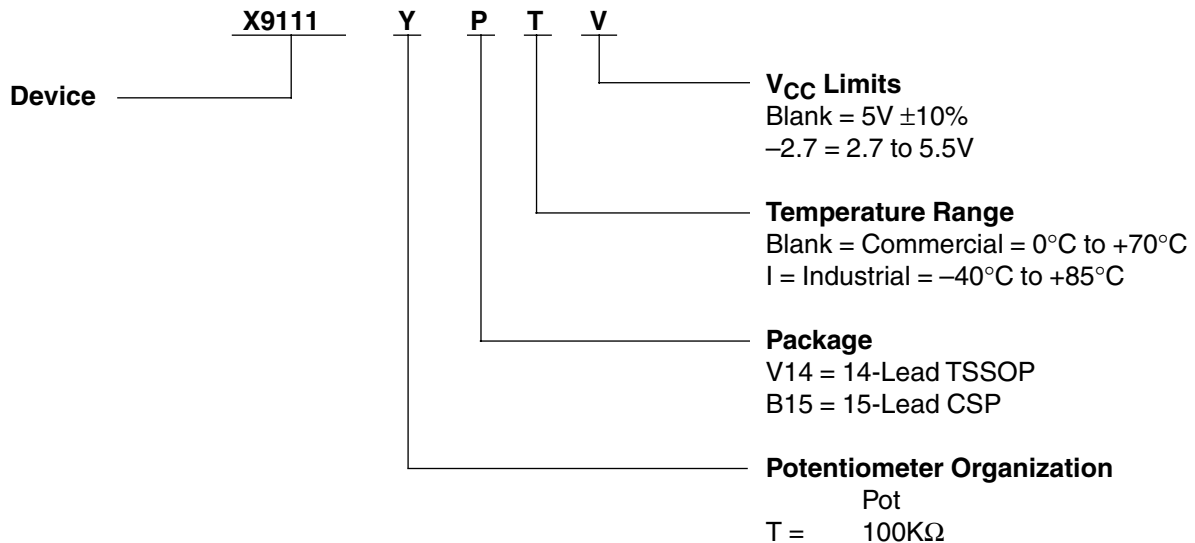 X9111 Y P T V
Device
VCC Limits
Blank = 5V ±10%
–2.7 = 2.7 to 5.5V
Temperature Range
Blank = Commercial = 0°C to +70°C
I = Industrial = –40°C to +85°C
Package
V14 = 14-Lead TSSOP
B15 = 15-Lead CSP
Potentiometer Organization
Pot
T = 100KΩ